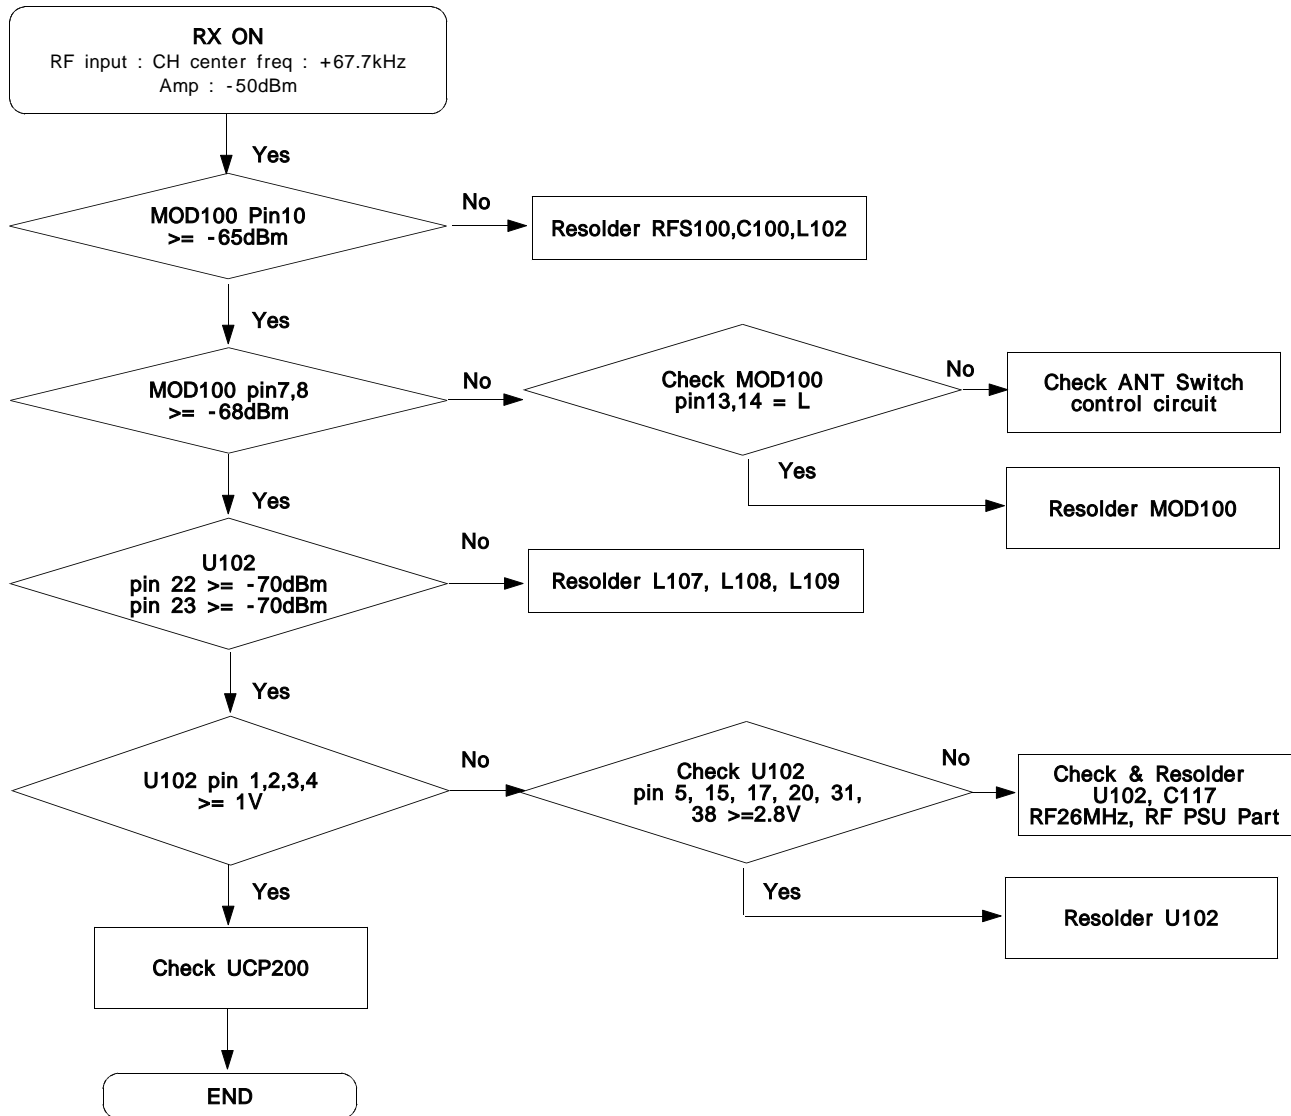 RX ON
RF input : CH center freq : +67.7kHz
Amp : -50dBm
Yes
MOD100 Pin10
>= -65dBm
No
Resolder RFS100,C100,L102
Yes
MOD100 pin7,8
>= -68dBm
No
Check MOD100
pin13,14 = L
No
Check ANT Switch
control circuit
Yes
Resolder MOD100
Yes
U102
pin 22 >= -70dBm
pin 23 >= -70dBm
No
Resolder L107, L108, L109
Yes
U102 pin 1,2,3,4
>= 1V
No
Check U102
pin 5, 15, 17, 20, 31,
38 >=2.8V
No
Check & Resolder
U102, C117
RF26MHz, RF PSU Part
Yes
Resolder U102
Yes
Check UCP200
END